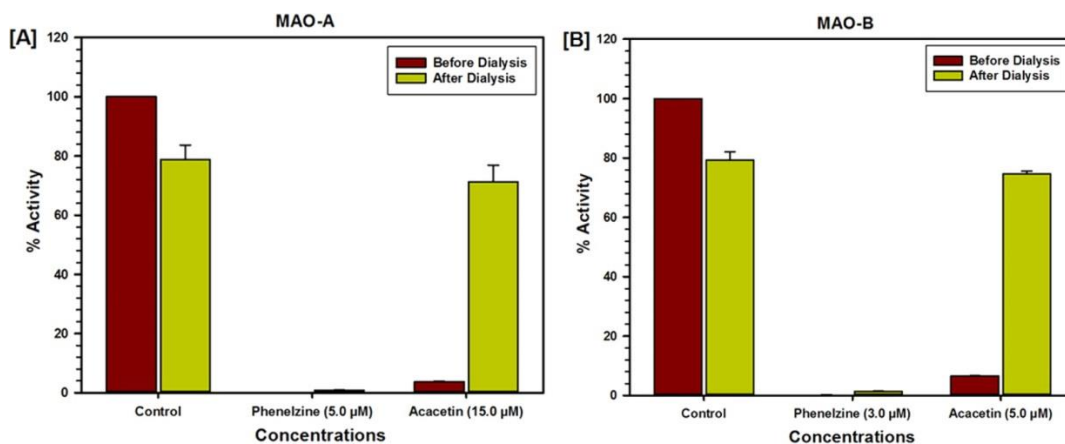 [A]
MAO-A
120
100
80
60
40
20
0
% Activity
Before Dialysis
After Dialysis
Control
Phenelzine (5.0 µM)
Acacetin (15.0 µM)
Concentrations
[B]
MAO-B
120
100
80
60
40
20
0
% Activity
Before Dialysis
After Dialysis
Control
Phenelzine (3.0 µM)
Acacetin (5.0 µM)
Concentrations